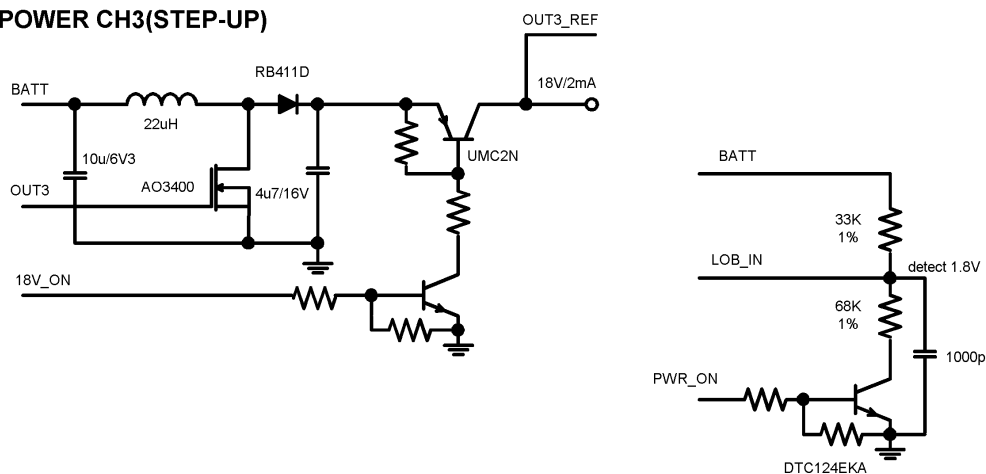 POWER CH3(STEP-UP)
OUT3_REF
RB411D
18V/2mA
BATT
22uH
10u/6V3
UMC2N
AO3400
4u7/16V
OUT3
18V_ON
BATT
33K
1%
LOB_IN
detect 1.8V
68K
1%
1000p
PWR_ON
DTC124EKA